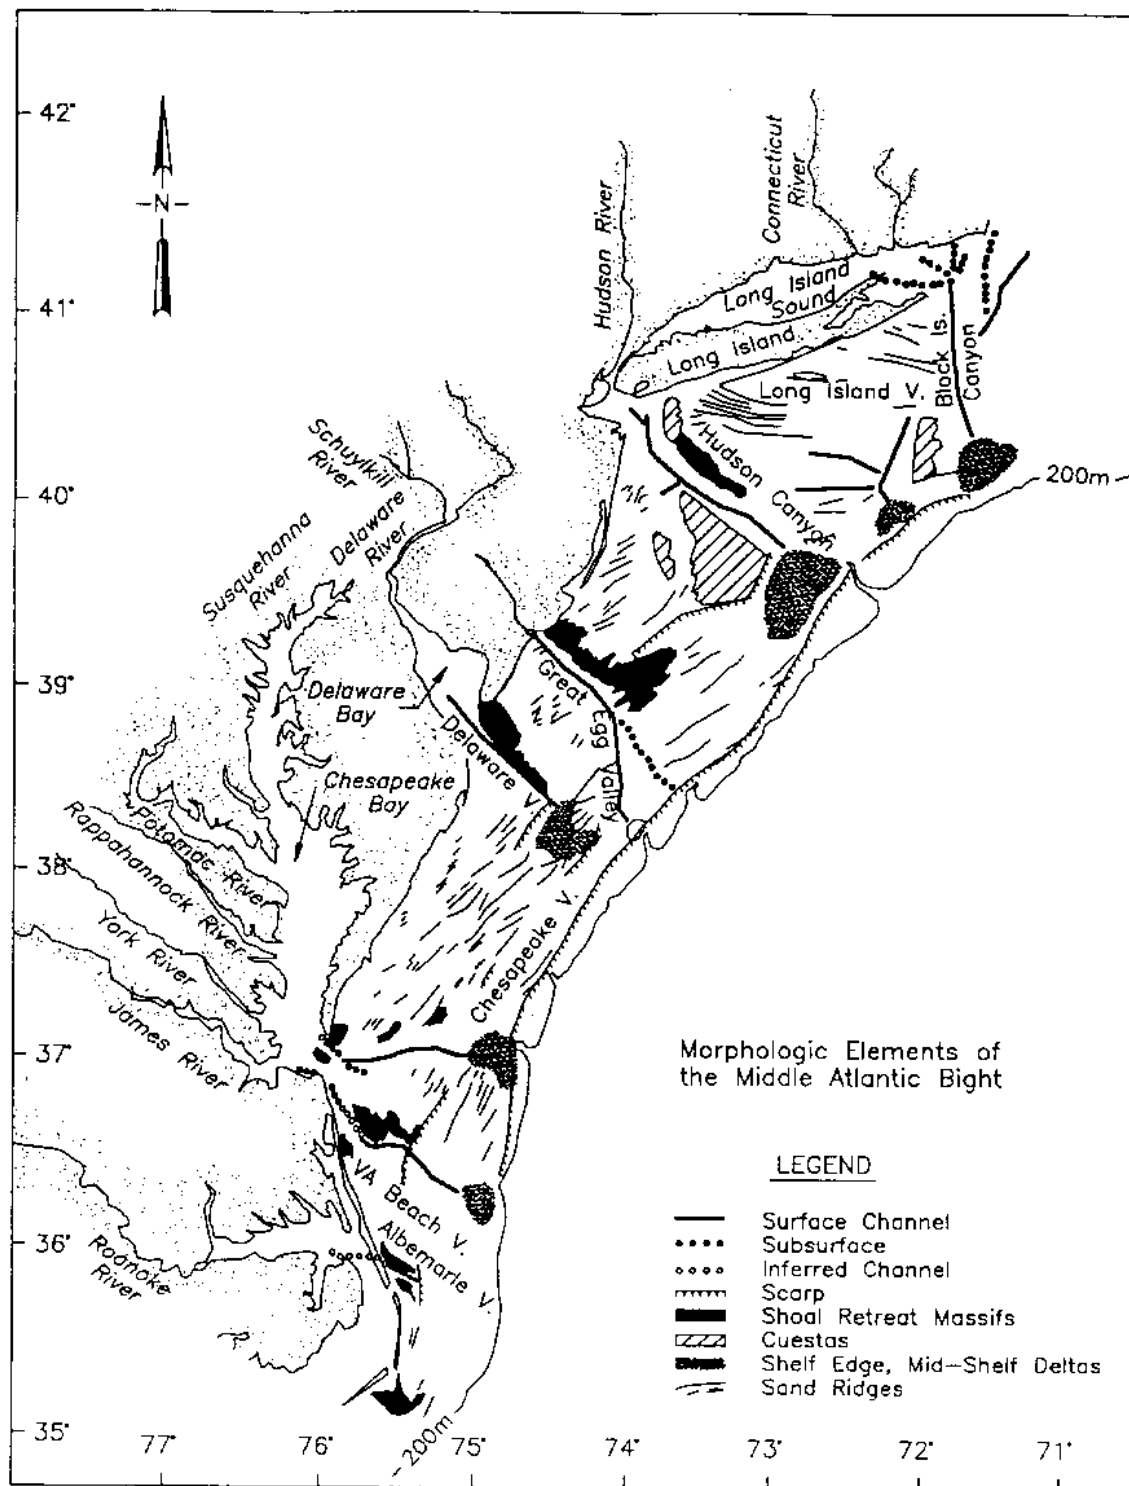 42°
41°
40°
39°
38°
37°
36°
35°
77°
76°
75°
74°
73°
72°
71°
-N-
Hudson River
Connecticut
River
Long Island
Sound
Long Island
Long Island V.
Block Is.
Canyon
Hudson Canyon
200m
Schuylkill
River
Delaware
River
Susquehanna
River
Delaware
Bay
Great Egg Valley
Delaware V.
Chesapeake
Bay
Potomac River
Rappahannock River
York River
James River
Chesapeake V.
VA Beach V.
Albemarle V.
Roanoke
River
200m
Morphologic Elements of
the Middle Atlantic Bight
LEGEND
Surface Channel
Subsurface
Inferred Channel
Scarp
Shoal Retreat Massifs
Cuestas
Shelf Edge, Mid-Shelf Deltas
Sand Ridges